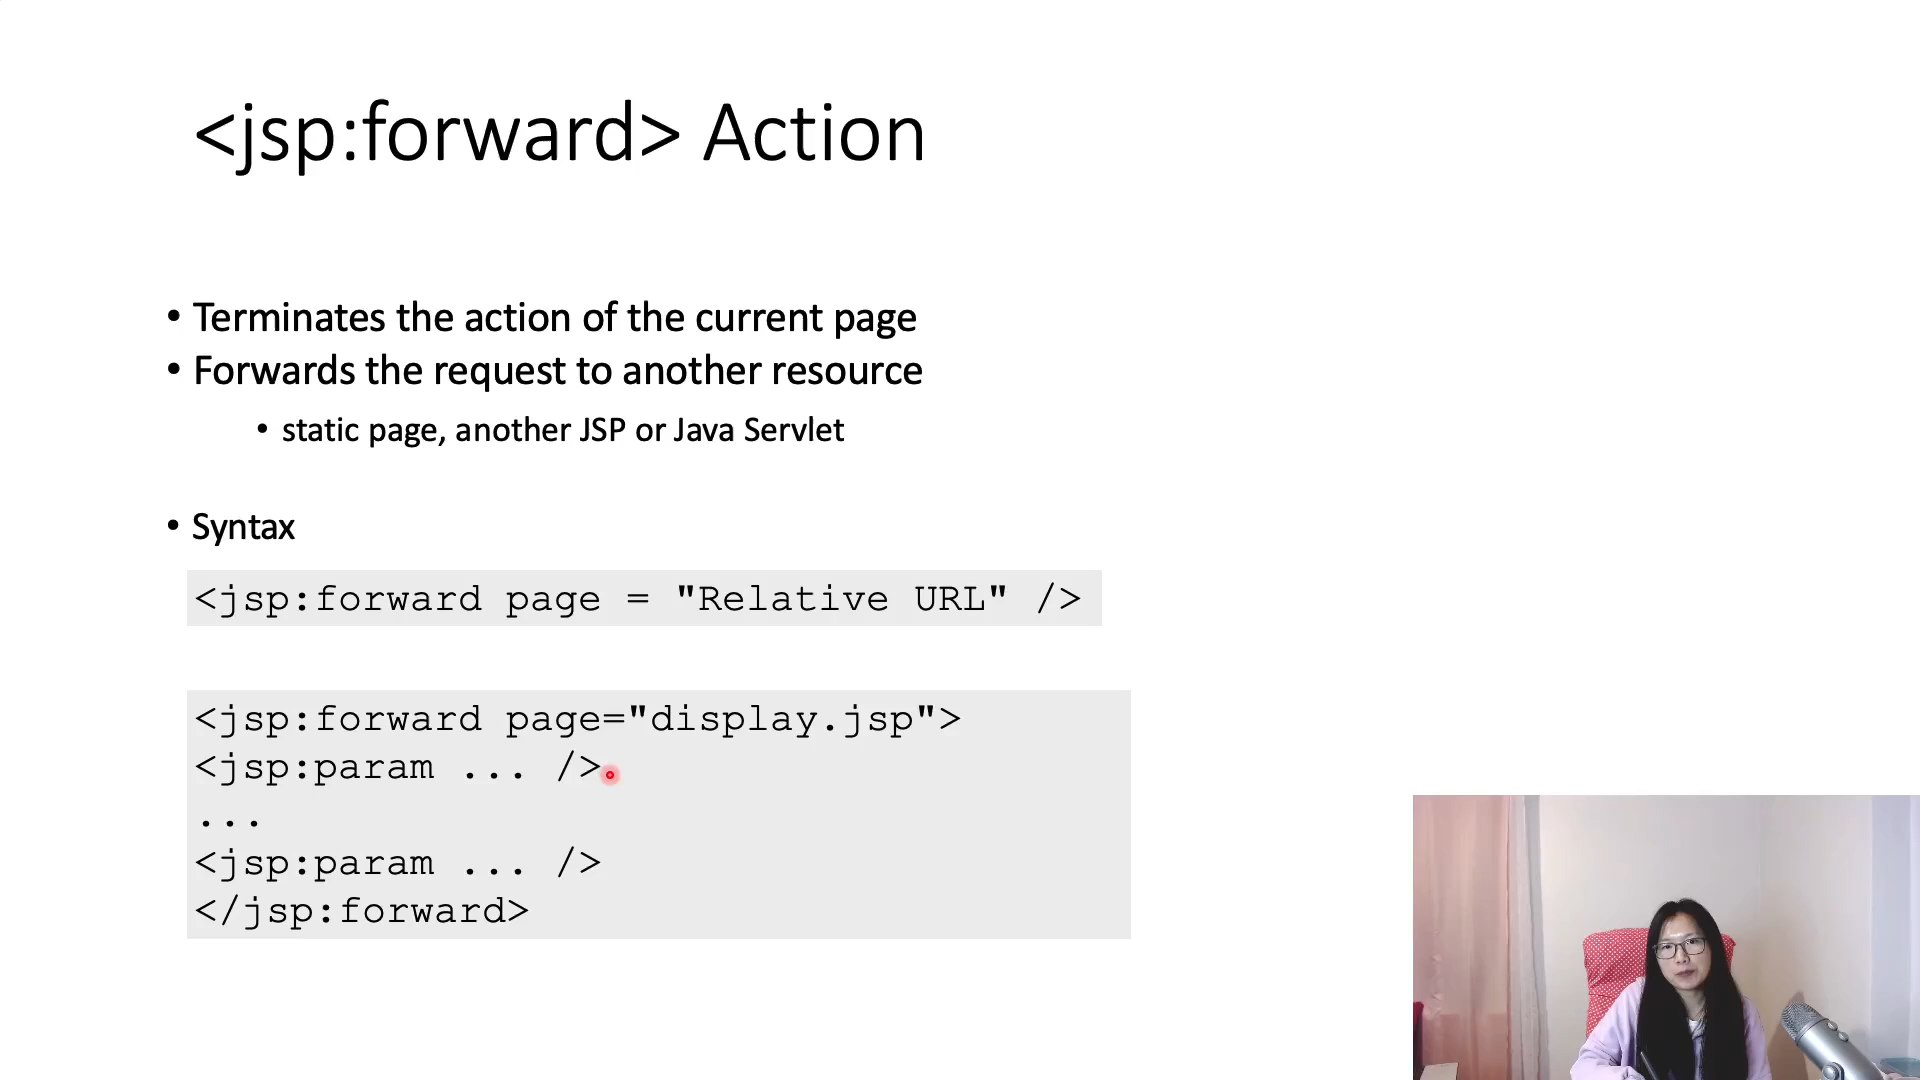 <jsp:forward> Action
• Terminates the action of the current page
• Forwards the request to another resource
• static page, another JSP or Java Servlet
• Syntax
<jsp:forward page = "Relative URL" />
<jsp:forward page="display.jsp">
<jsp:param ... />
...
<jsp:param ... />
</jsp:forward>